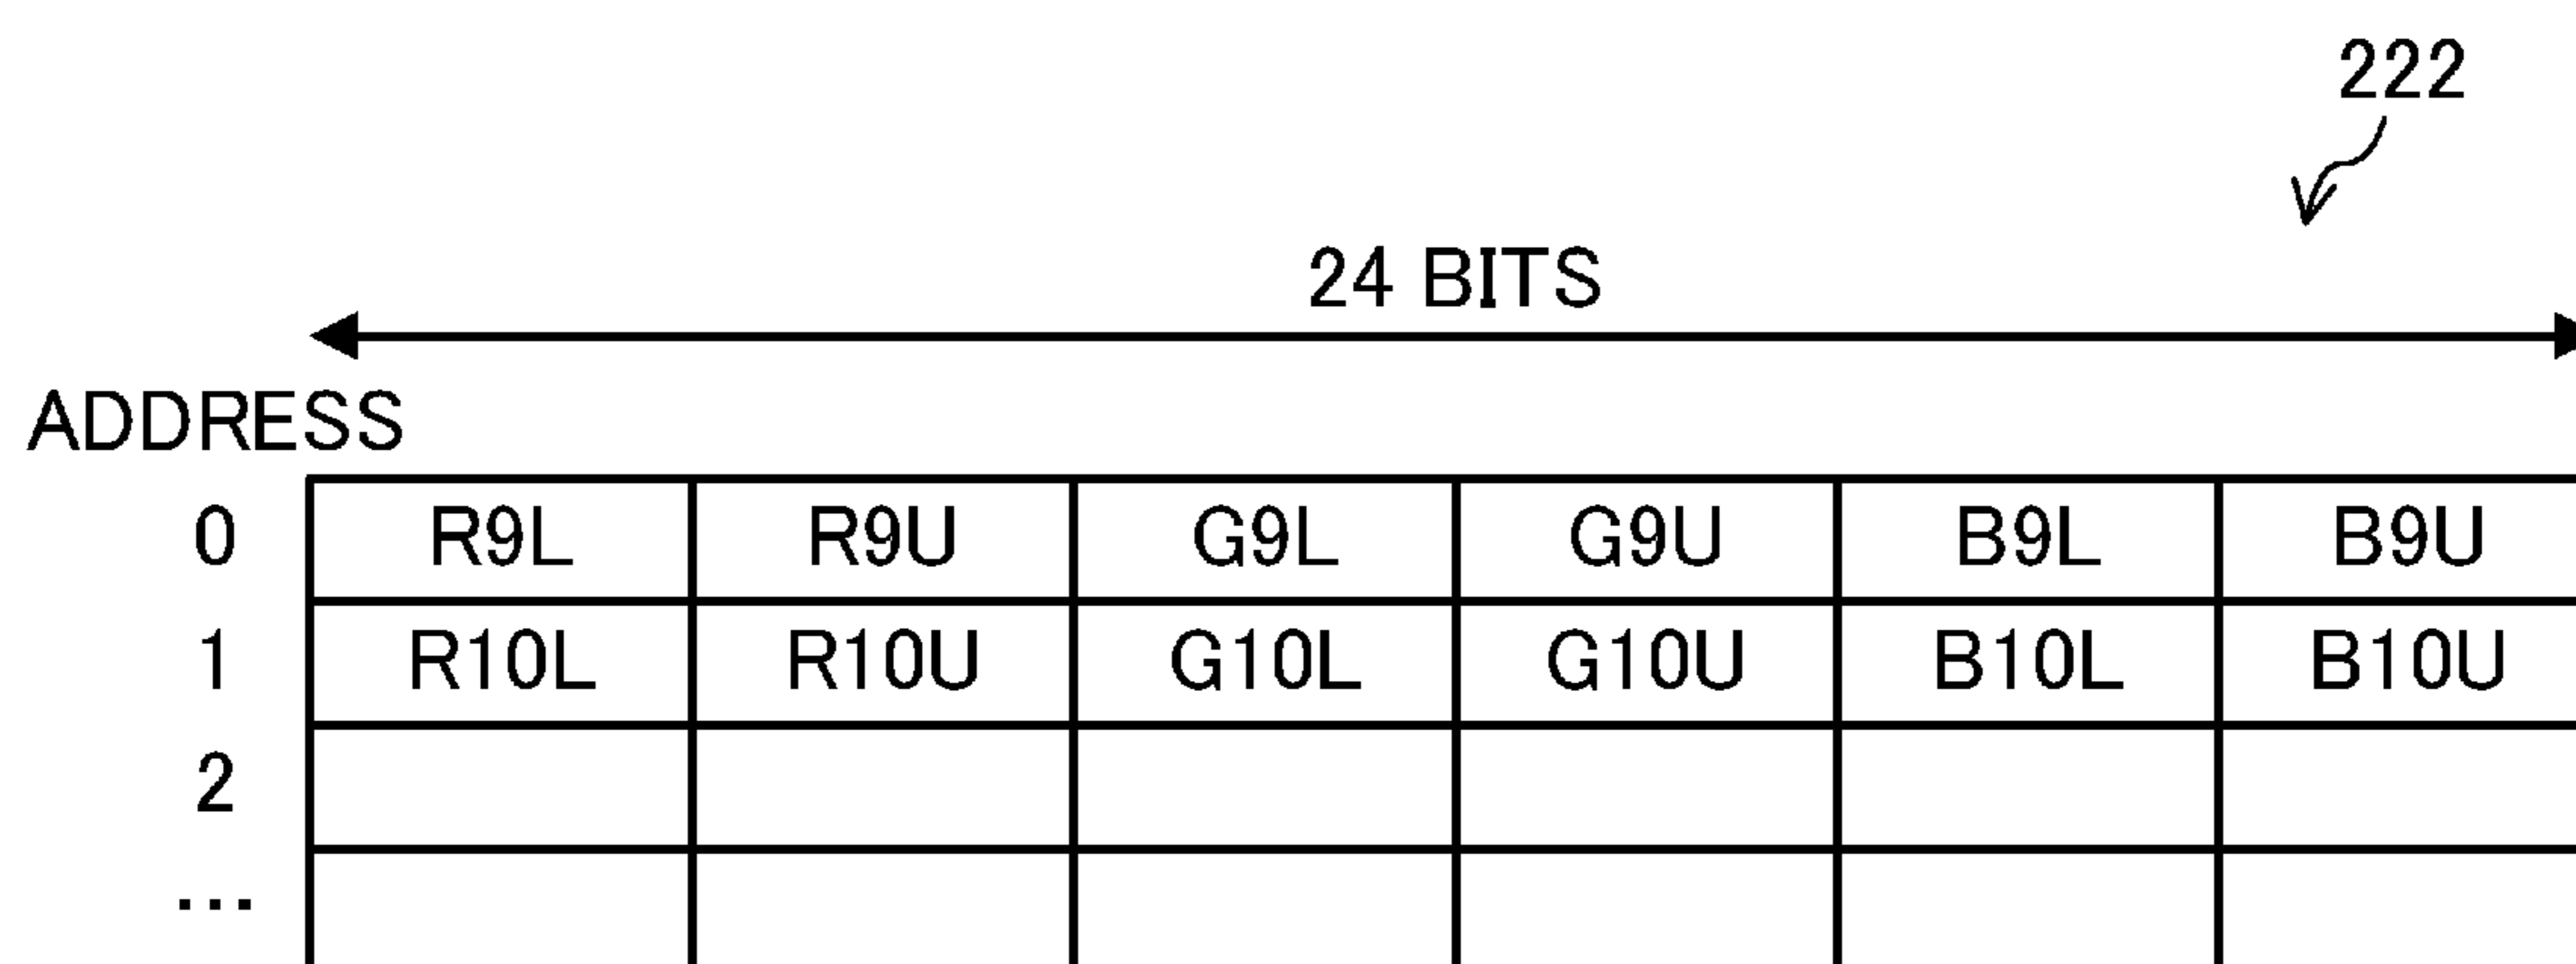 222
24 BITS
ADDRESS
0 R9L R9U G9L G9U B9L B9U
1 R10L R10U G10L G10U B10L B10U
2
...